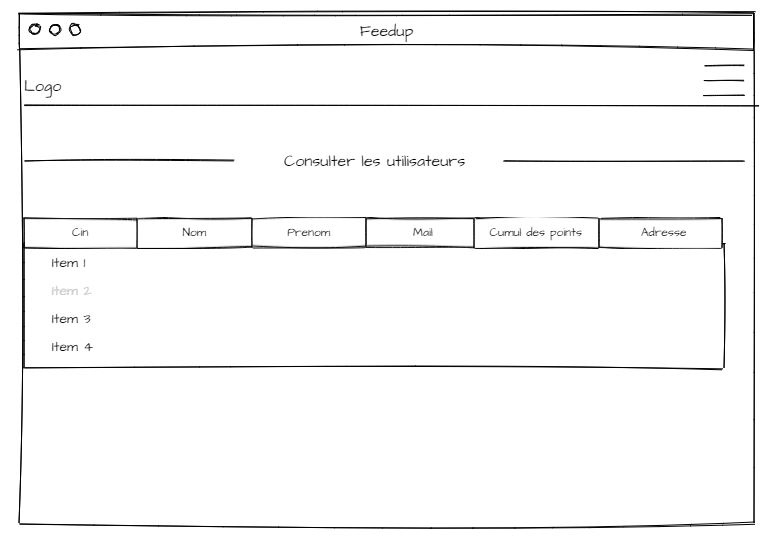 Feedup
Logo
Consulter les utilisateurs
Cin Nom Prenom Mail Cumul des points Adresse
Item 1
Item 2
Item 3
Item 4